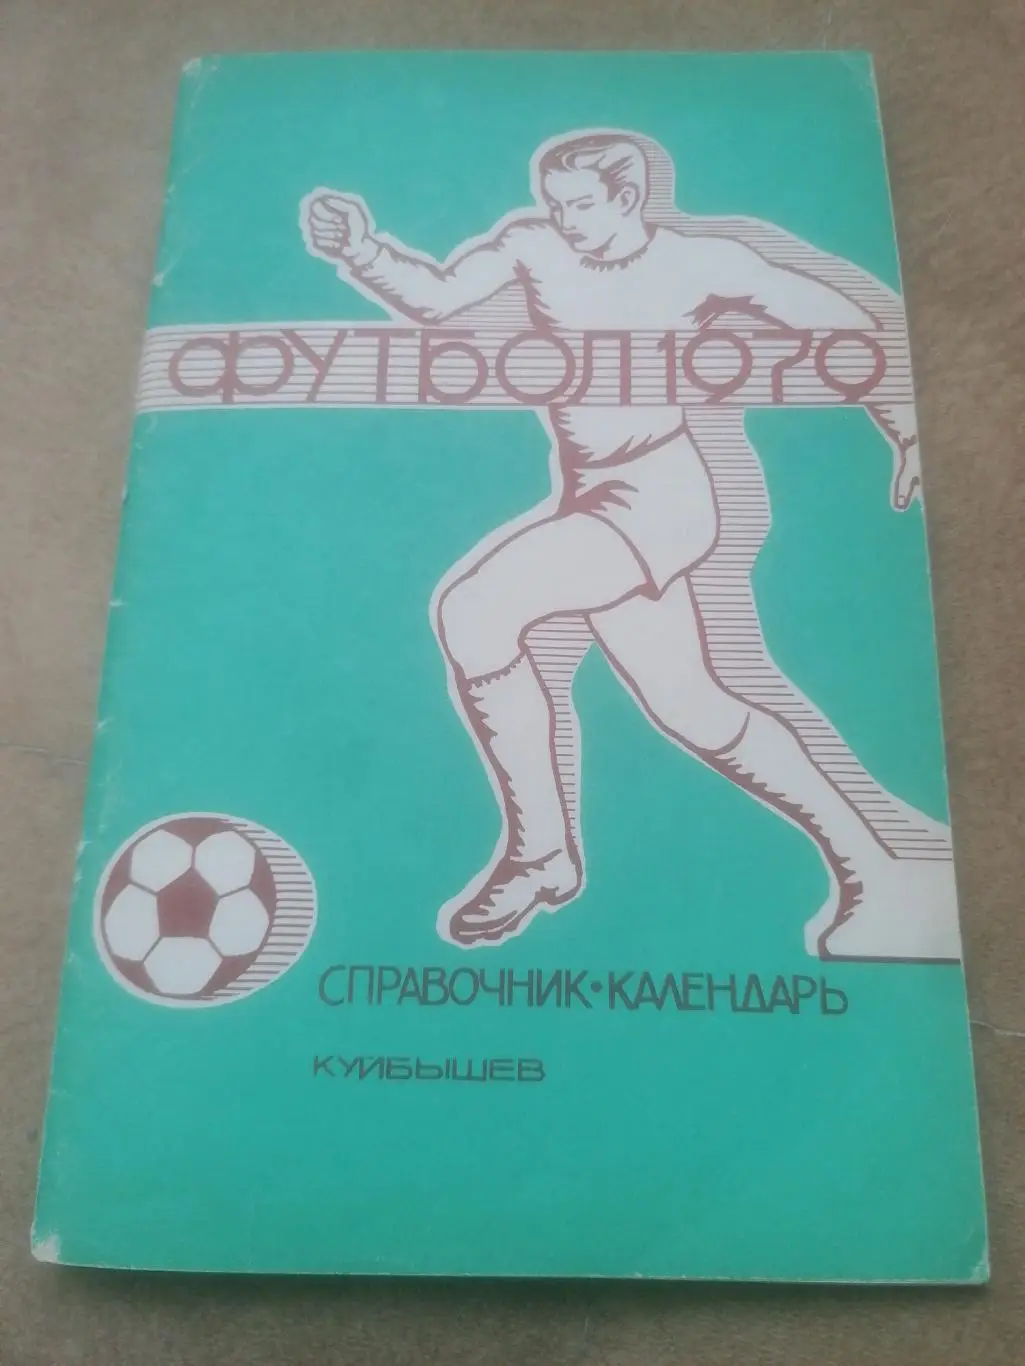 ФУТБОЛ 1979
СПРАВОЧНИК•КАЛЕНДАРЬ
КУЙБЫШЕВ